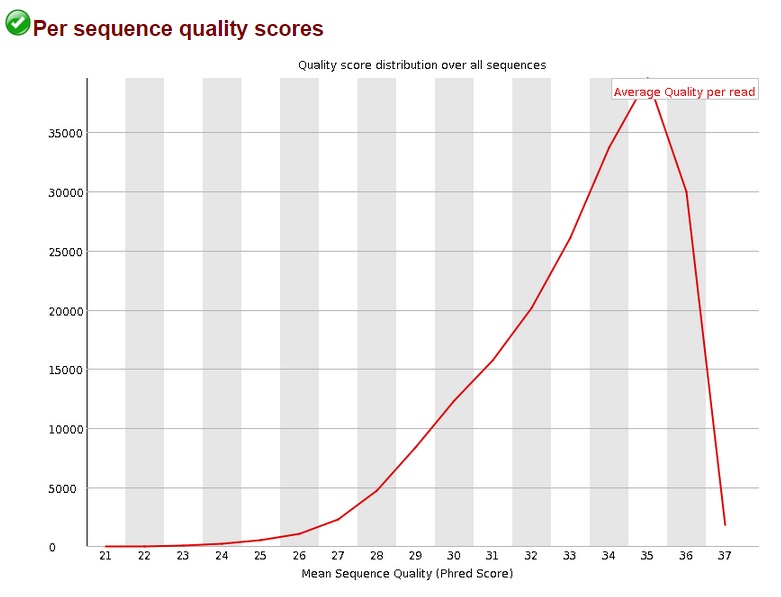 Per sequence quality scores
Quality score distribution over all sequences
Average Quality per read
35000
30000
25000
20000
15000
10000
5000
0
21 22 23 24 25 26 27 28 29 30 31 32 33 34 35 36 37
Mean Sequence Quality (Phred Score)